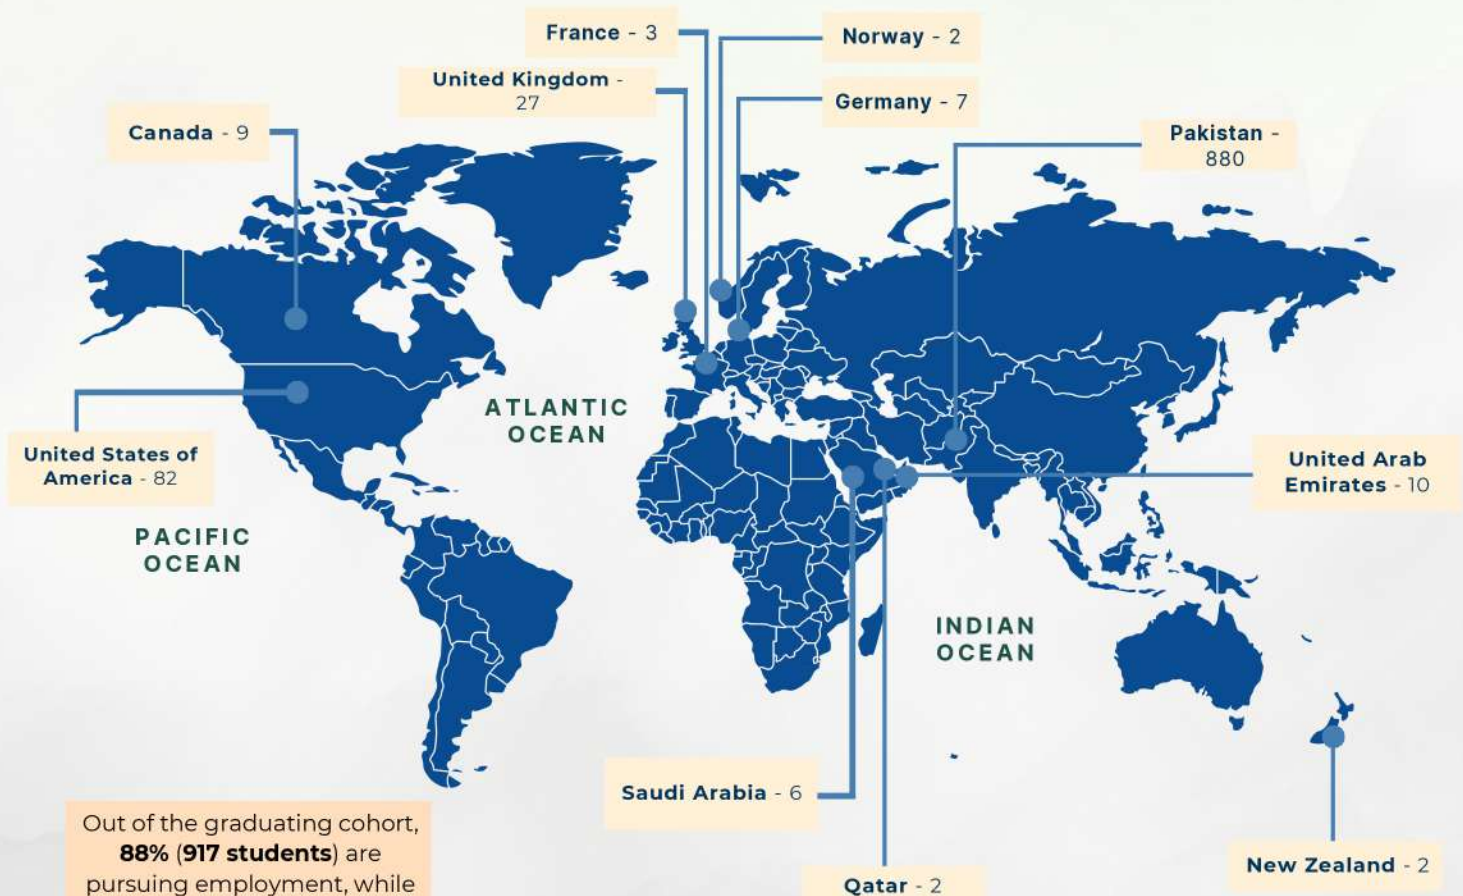 France - 3
Norway - 2
United Kingdom -
27
Germany - 7
Canada - 9
Pakistan -
880
ATLANTIC
OCEAN
United States of
America - 82
United Arab
Emirates - 10
PACIFIC
OCEAN
INDIAN
OCEAN
Saudi Arabia - 6
Out of the graduating cohort,
88% (917 students) are
pursuing employment, while
Qatar - 2
New Zealand - 2